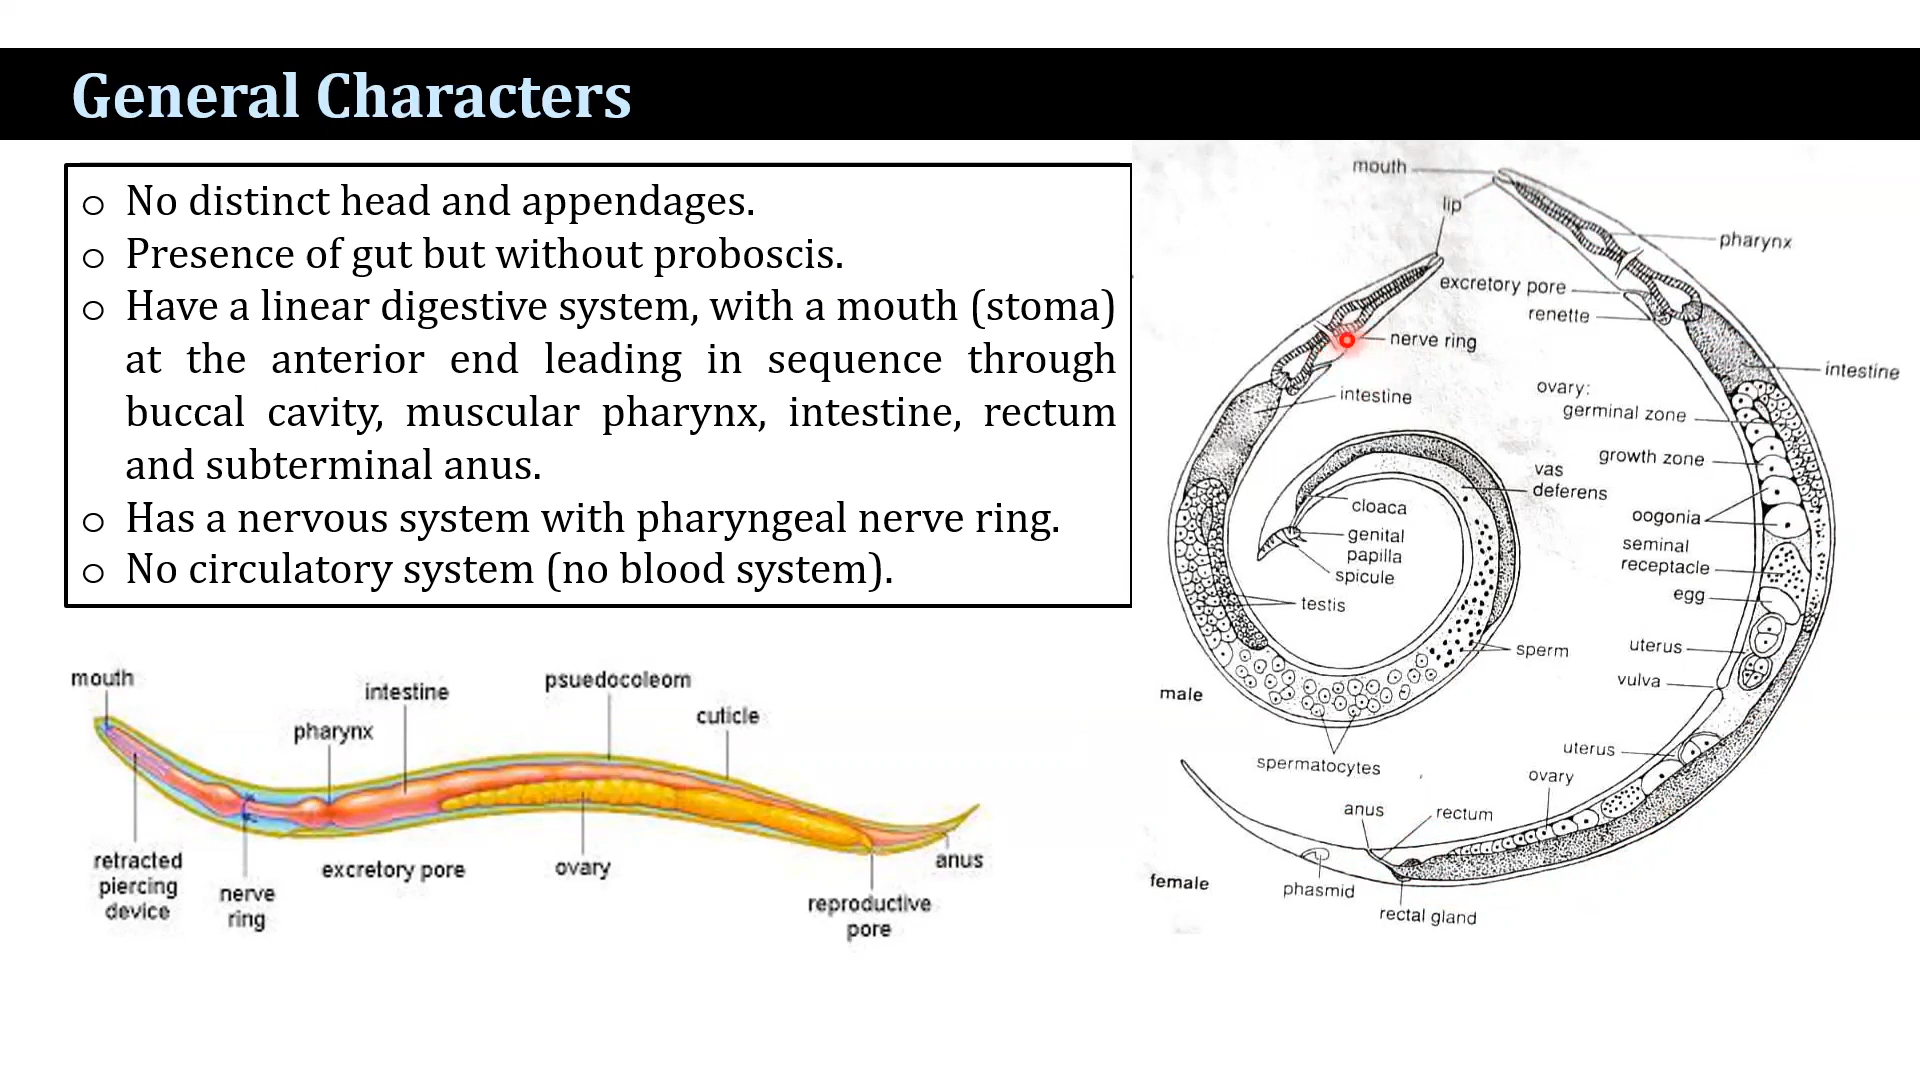 General Characters
o No distinct head and appendages.
o Presence of gut but without proboscis.
o Have a linear digestive system, with a mouth (stoma)
at the anterior end leading in sequence through
buccal cavity, muscular pharynx, intestine, rectum
and subterminal anus.
o Has a nervous system with pharyngeal nerve ring.
o No circulatory system (no blood system).
mouth
intestine
psuedocoleom
cuticle
pharynx
retracted
piercing
device
nerve
ring
excretory pore
ovary
reproductive
pore
anus
mouth
lip
pharynx
excretory pore
renette
nerve ring
intestine
intestine
ovary:
germinal zone
growth zone
vas
deferens
oogonia
cloaca
genital
papilla
spicule
seminal
receptacle
egg
testis
uterus
sperm
vulva
male
spermatocytes
uterus
ovary
anus
rectum
female
phasmid
rectal gland